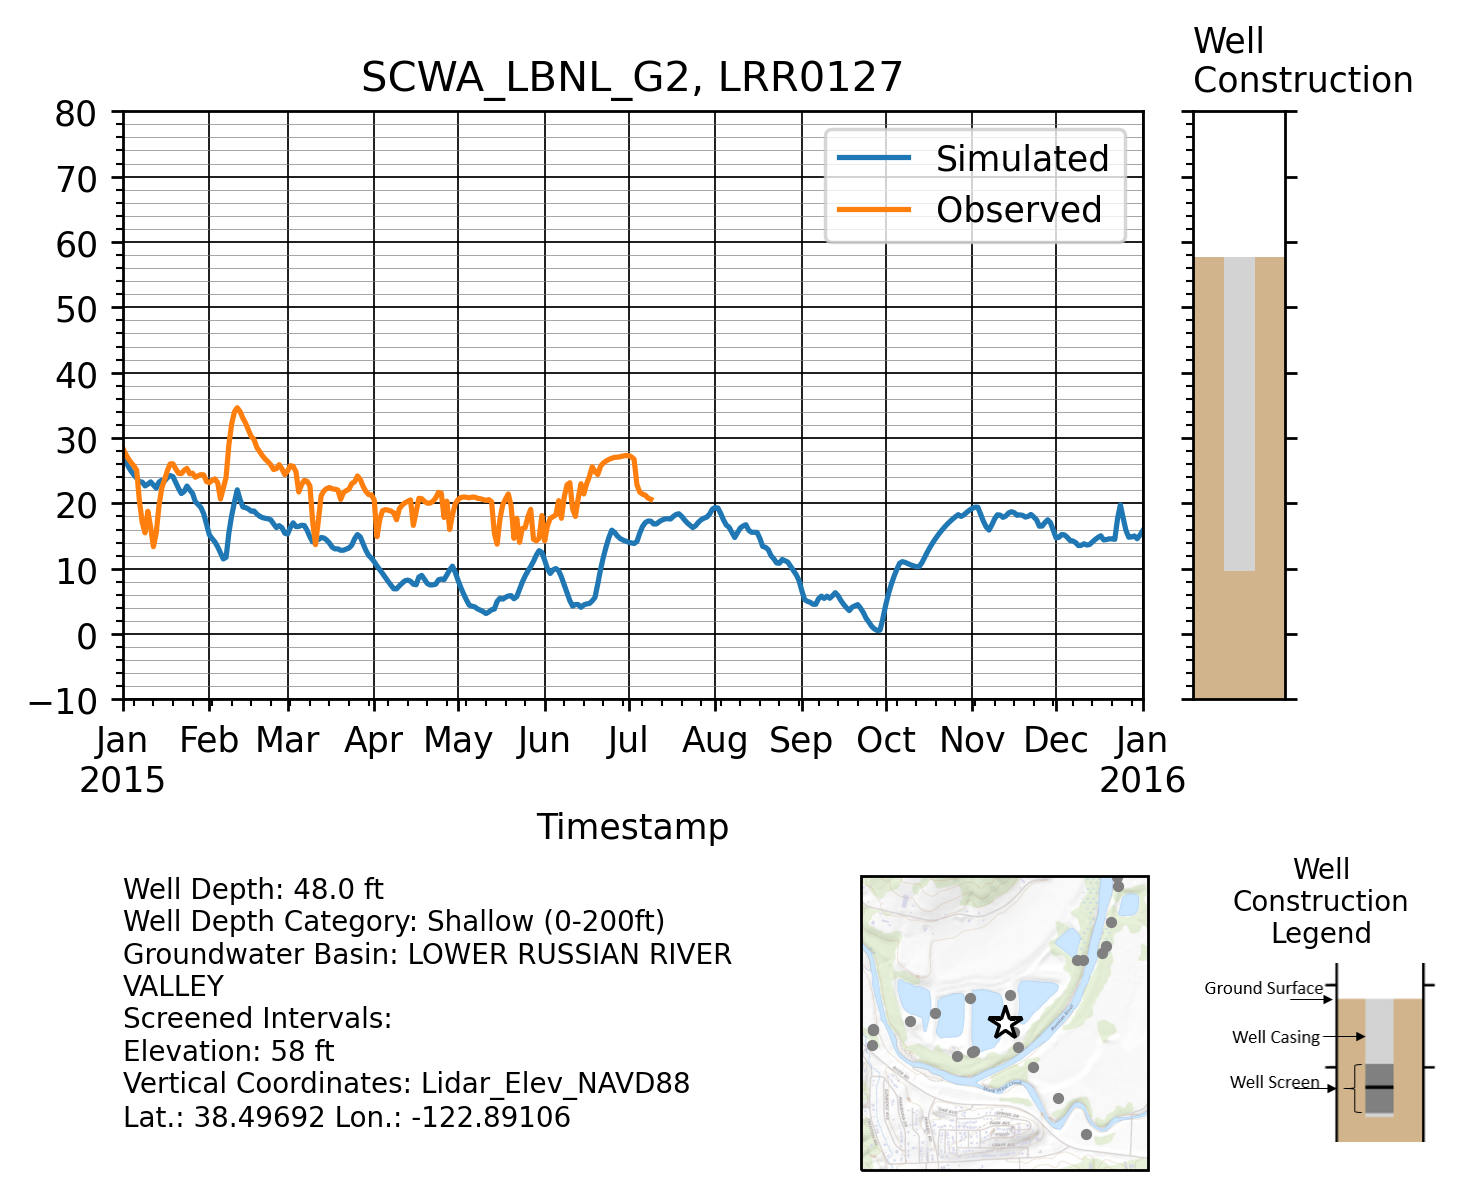 Well
Construction
SCWA_LBNL_G2, LRR0127
Simulated
Observed
80
70
60
50
40
30
20
10
0
−10
Jan Feb Mar Apr May Jun Jul Aug Sep Oct Nov Dec Jan
2015 2016
Timestamp
Well Depth: 48.0 ft
Well Depth Category: Shallow (0-200ft)
Groundwater Basin: LOWER RUSSIAN RIVER
VALLEY
Screened Intervals:
Elevation: 58 ft
Vertical Coordinates: Lidar_Elev_NAVD88
Lat.: 38.49692 Lon.: -122.89106
Well
Construction
Legend
Ground Surface
Well Casing
Well Screen